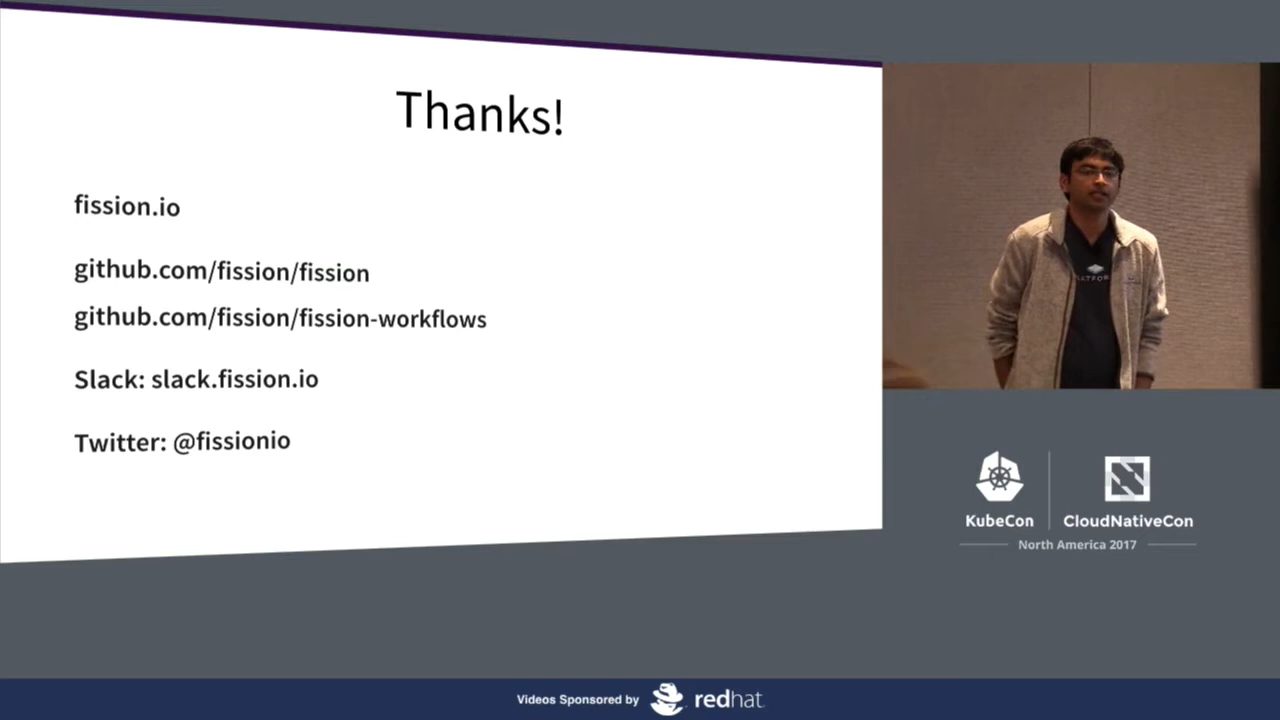 Thanks!
fission.io
github.com/fission/fission
github.com/fission/fission-workflows
Slack: slack.fission.io
Twitter: @fissionio
KubeCon
CloudNativeCon
North America 2017
Videos Sponsored by
redhat